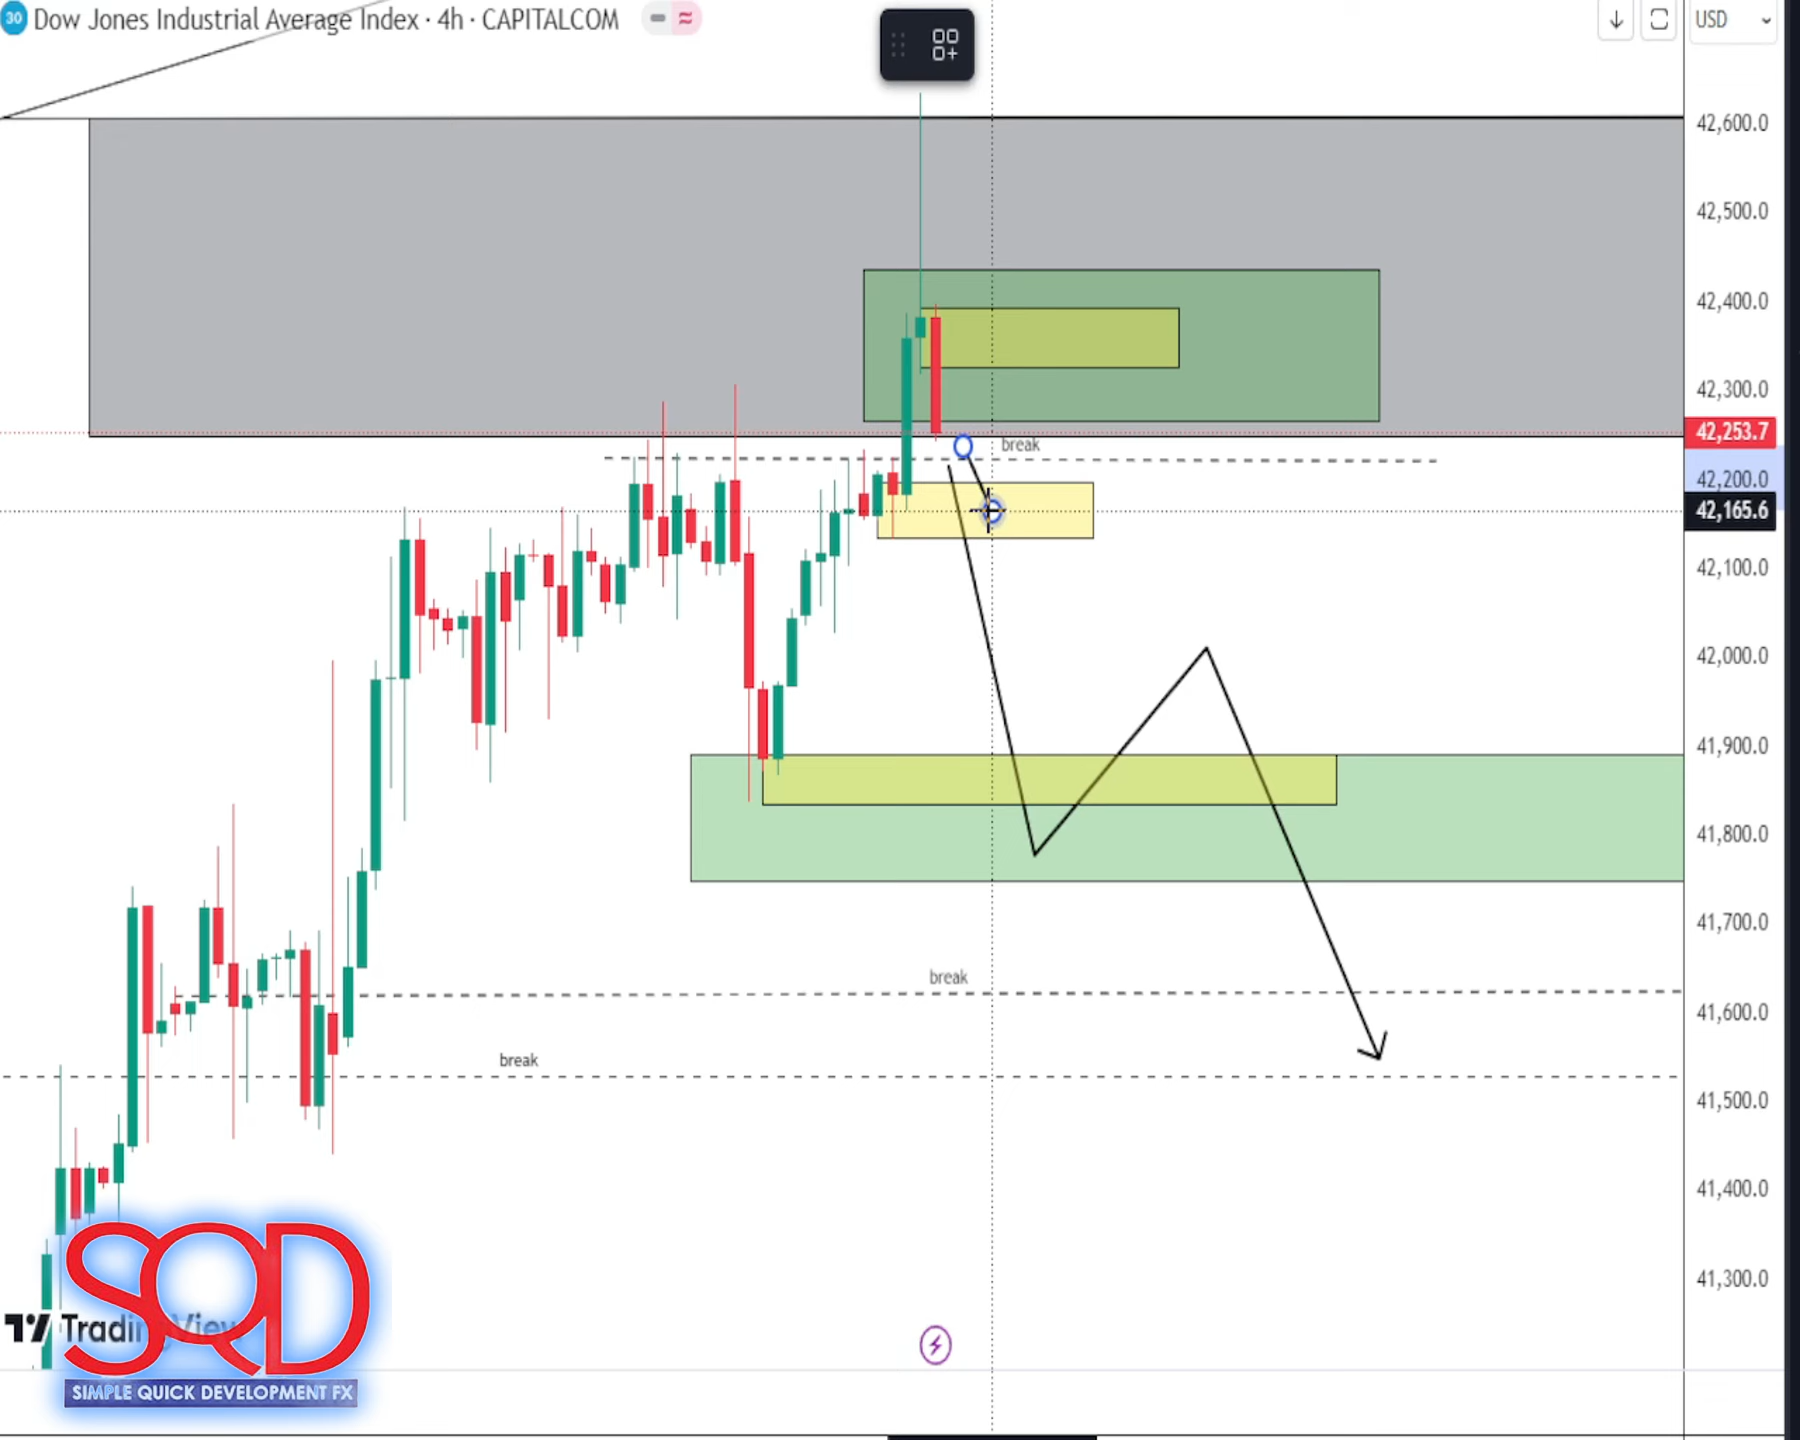 30 Dow Jones Industrial Average Index · 4h · CAPITALCOM
USD
42,600.0
42,500.0
42,400.0
42,300.0
42,253.7
break
42,200.0
42,165.6
42,100.0
42,000.0
41,900.0
41,800.0
41,700.0
break
41,600.0
break
41,500.0
41,400.0
41,300.0
SQD
TradingView
SIMPLE QUICK DEVELOPMENT FX